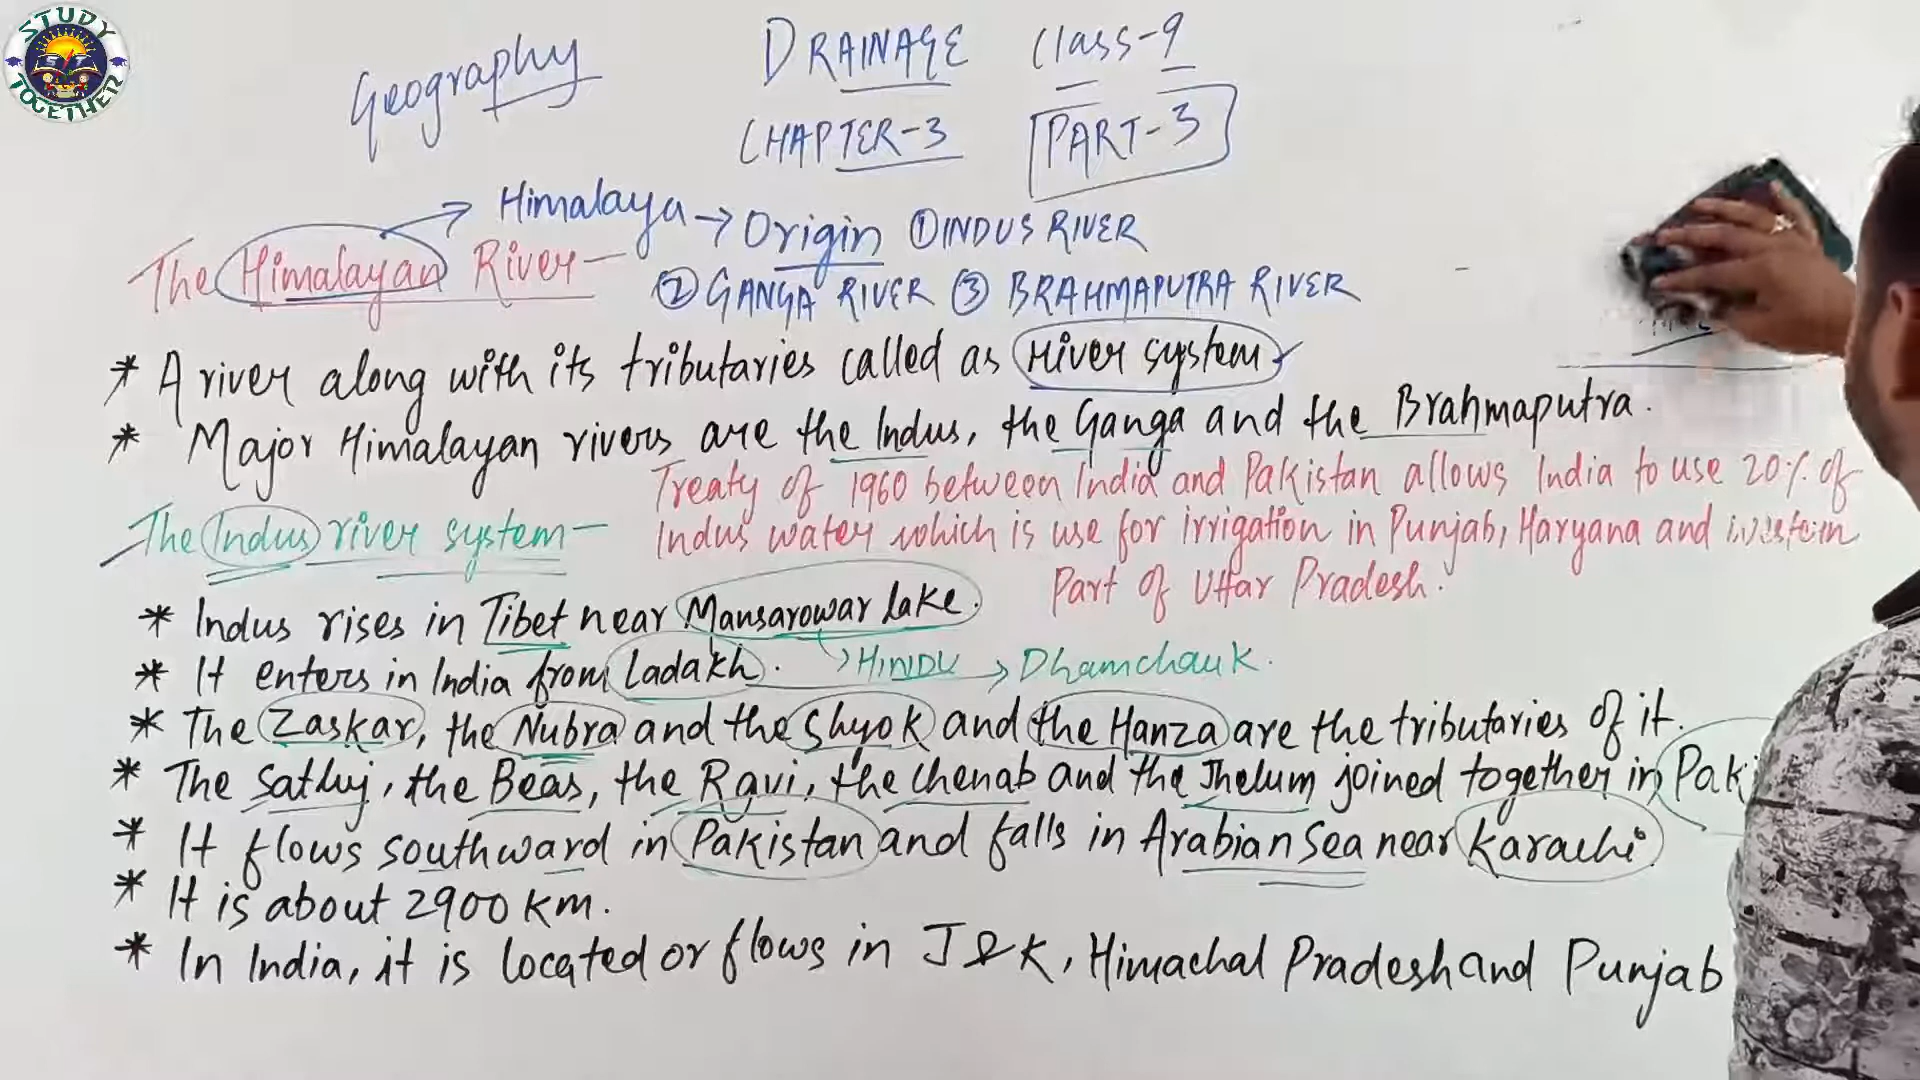 STUDY TOGETHER
ST
Geography
DRAINAGE Class-9
CHAPTER-3 PART-3
Himalaya → Origin ① INDUS RIVER
The Himalayan River—
② GANGA RIVER ③ BRAHMAPUTRA RIVER
* A river along with its tributaries called as river system
* Major Himalayan rivers are the Indus, the Ganga and the Brahmaputra.
Treaty of 1960 between India and Pakistan allows India to use 20% of
The Indus river system— Indus water which is use for irrigation in Punjab, Haryana and western
Part of Uttar Pradesh.
* Indus rises in Tibet near Mansarowar Lake.
* It enters in India from Ladakh. → HINDU → Dhamchauk.
* The Zaskar, the Nubra and the Shyok and the Hanza are the tributaries of it.
* The Satluj, the Beas, the Ravi, the Chenab and the Jhelum joined together in Paki
* It flows southward in Pakistan and falls in Arabian Sea near Karachi.
* It is about 2900 KM.
* In India, it is located or flows in J&K, Himachal Pradesh and Punjab